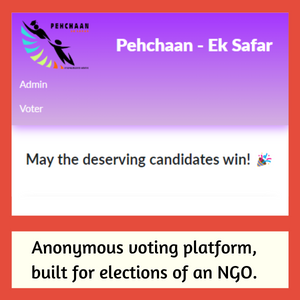 PEHCHAAN
Pehchaan - Ek Safar
Admin
Voter
May the deserving candidates win! 🎉
Anonymous voting platform,
built for elections of an NGO.